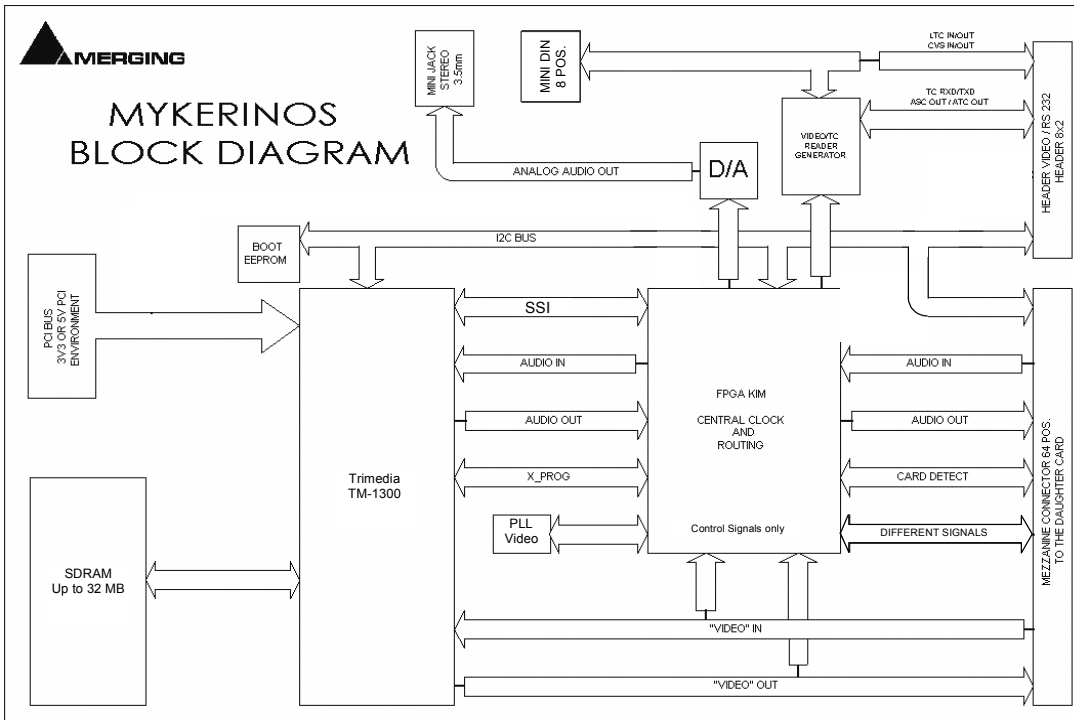 MERGING
MYKERINOS
BLOCK DIAGRAM
MINI JACK
STEREO
3.5mm
MINI DIN
8 POS.
LTC IN/OUT
CVS IN/OUT
TC RXD/TXD
ASC OUT / ATC OUT
VIDEO/TC
READER
GENERATOR
HEADER VIDEO / RS 232
HEADER 8x2
ANALOG AUDIO OUT
D/A
BOOT
EEPROM
I2C BUS
PCI BUS
3V3 OR 5V PCI
ENVIRONMENT
SSI
AUDIO IN
AUDIO OUT
X_PROG
Trimedia
TM-1300
PLL
Video
FPGA KIM
CENTRAL CLOCK
AND
ROUTING
Control Signals only
AUDIO IN
AUDIO OUT
CARD DETECT
DIFFERENT SIGNALS
MEZZANINE CONNECTOR 64 POS.
TO THE DAUGHTER CARD
SDRAM
Up to 32 MB
"VIDEO" IN
"VIDEO" OUT